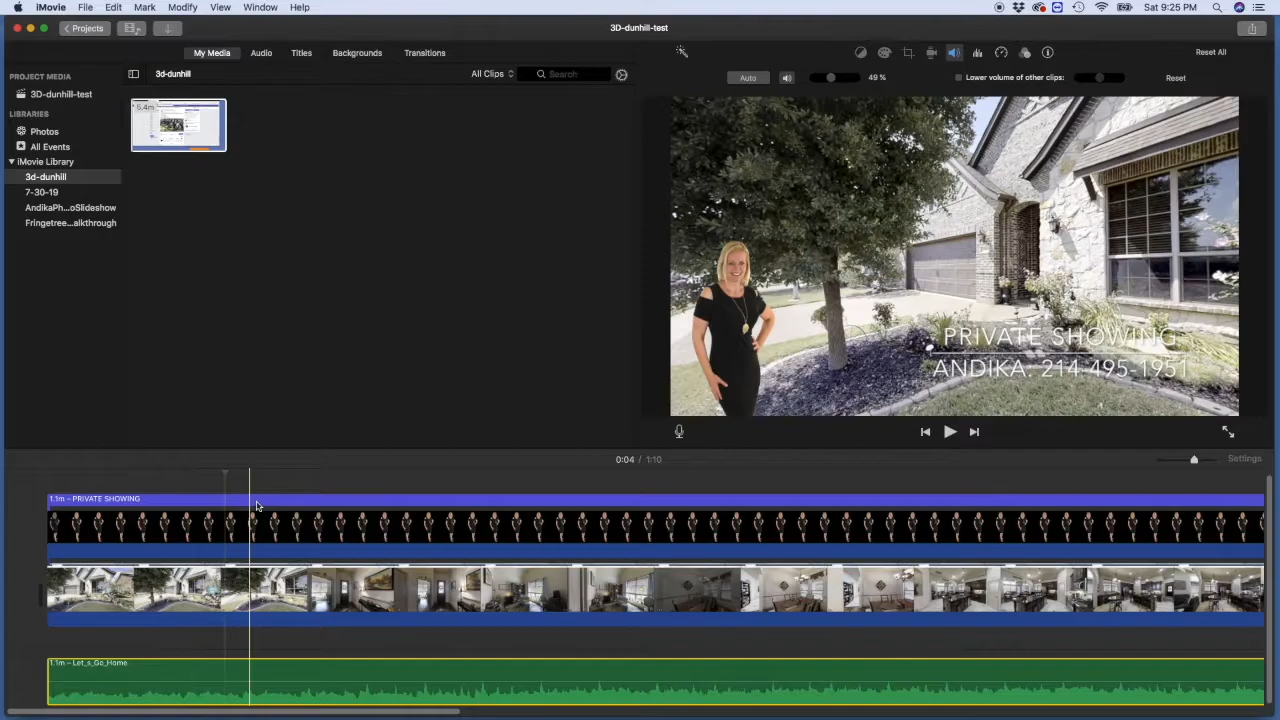 iMovie File Edit Mark Modify View Window Help Sat 9:25 PM
Projects 3D-dunhill-test
My Media Audio Titles Backgrounds Transitions Reset All
PROJECT MEDIA
3D-dunhill-test
LIBRARIES
Photos
All Events
iMovie Library
3d-dunhill
7-30-19
AndikaPh...oSlideshow
Fringetree...alkthrough
3d-dunhill All Clips Search
5.4m
Auto 49 % Lower volume of other clips: Reset
PRIVATE SHOWING
ANDIKA: 214-495-1951
0:04 / 1:10 Settings
1.1m – PRIVATE SHOWING
1.1m – Let_s_Go_Home